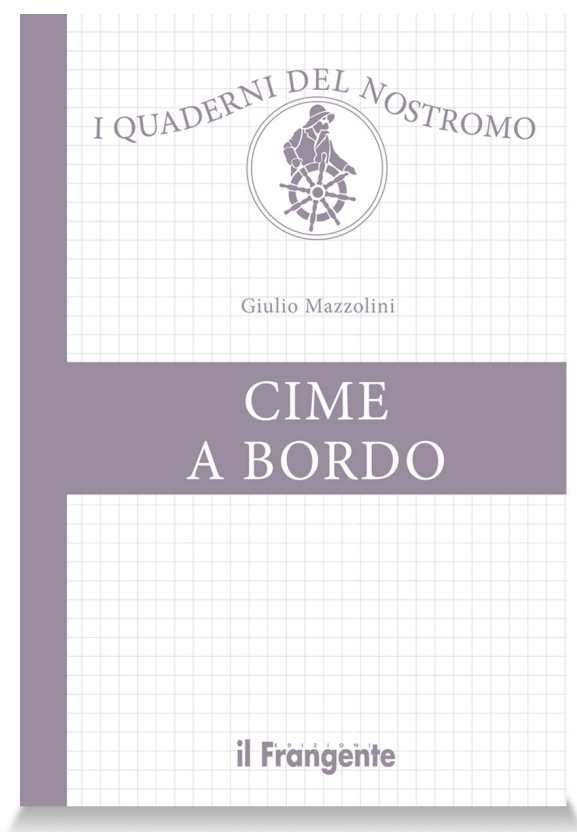 I QUADERNI DEL NOSTROMO
Giulio Mazzolini
CIME
A BORDO
EDIZIONI
il Frangente